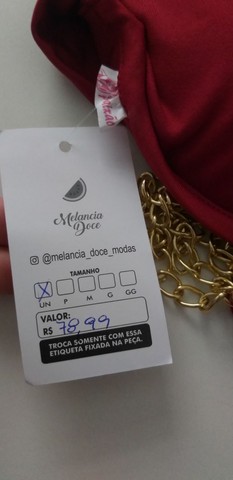 Melancia
Doce
@melancia_doce_modas
TAMANHO
X
UN P M G GG
VALOR:
R$ 78,99
TROCA SOMENTE COM ESSA
ETIQUETA FIXADA NA PEÇA.